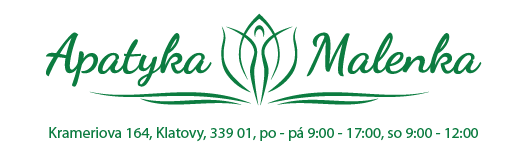 Apatyka Malenka
Krameriova 164, Klatovy, 339 01, po - pá 9:00 - 17:00, so 9:00 - 12:00